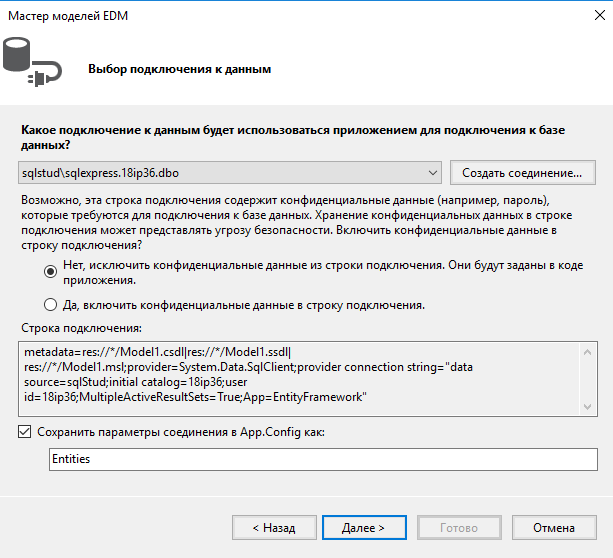 Мастер моделей EDM
Выбор подключения к данным
Какое подключение к данным будет использоваться приложением для подключения к базе
данных?
sqlstud\sqlexpress.18ip36.dbo
Создать соединение...
Возможно, эта строка подключения содержит конфиденциальные данные (например, пароль),
которые требуются для подключения к базе данных. Хранение конфиденциальных данных в строке
подключения может представлять угрозу безопасности. Включить конфиденциальные данные в
строку подключения?
Нет, исключить конфиденциальные данные из строки подключения. Они будут заданы в коде
приложения.
Да, включить конфиденциальные данные в строку подключения.
Строка подключения:
metadata=res://*/Model1.csdl|res://*/Model1.ssdl|
res://*/Model1.msl;provider=System.Data.SqlClient;provider connection string="data
source=sqlStud;initial catalog=18ip36;user
id=18ip36;MultipleActiveResultSets=True;App=EntityFramework"
Сохранить параметры соединения в App.Config как:
Entities
< Назад
Далее >
Готово
Отмена